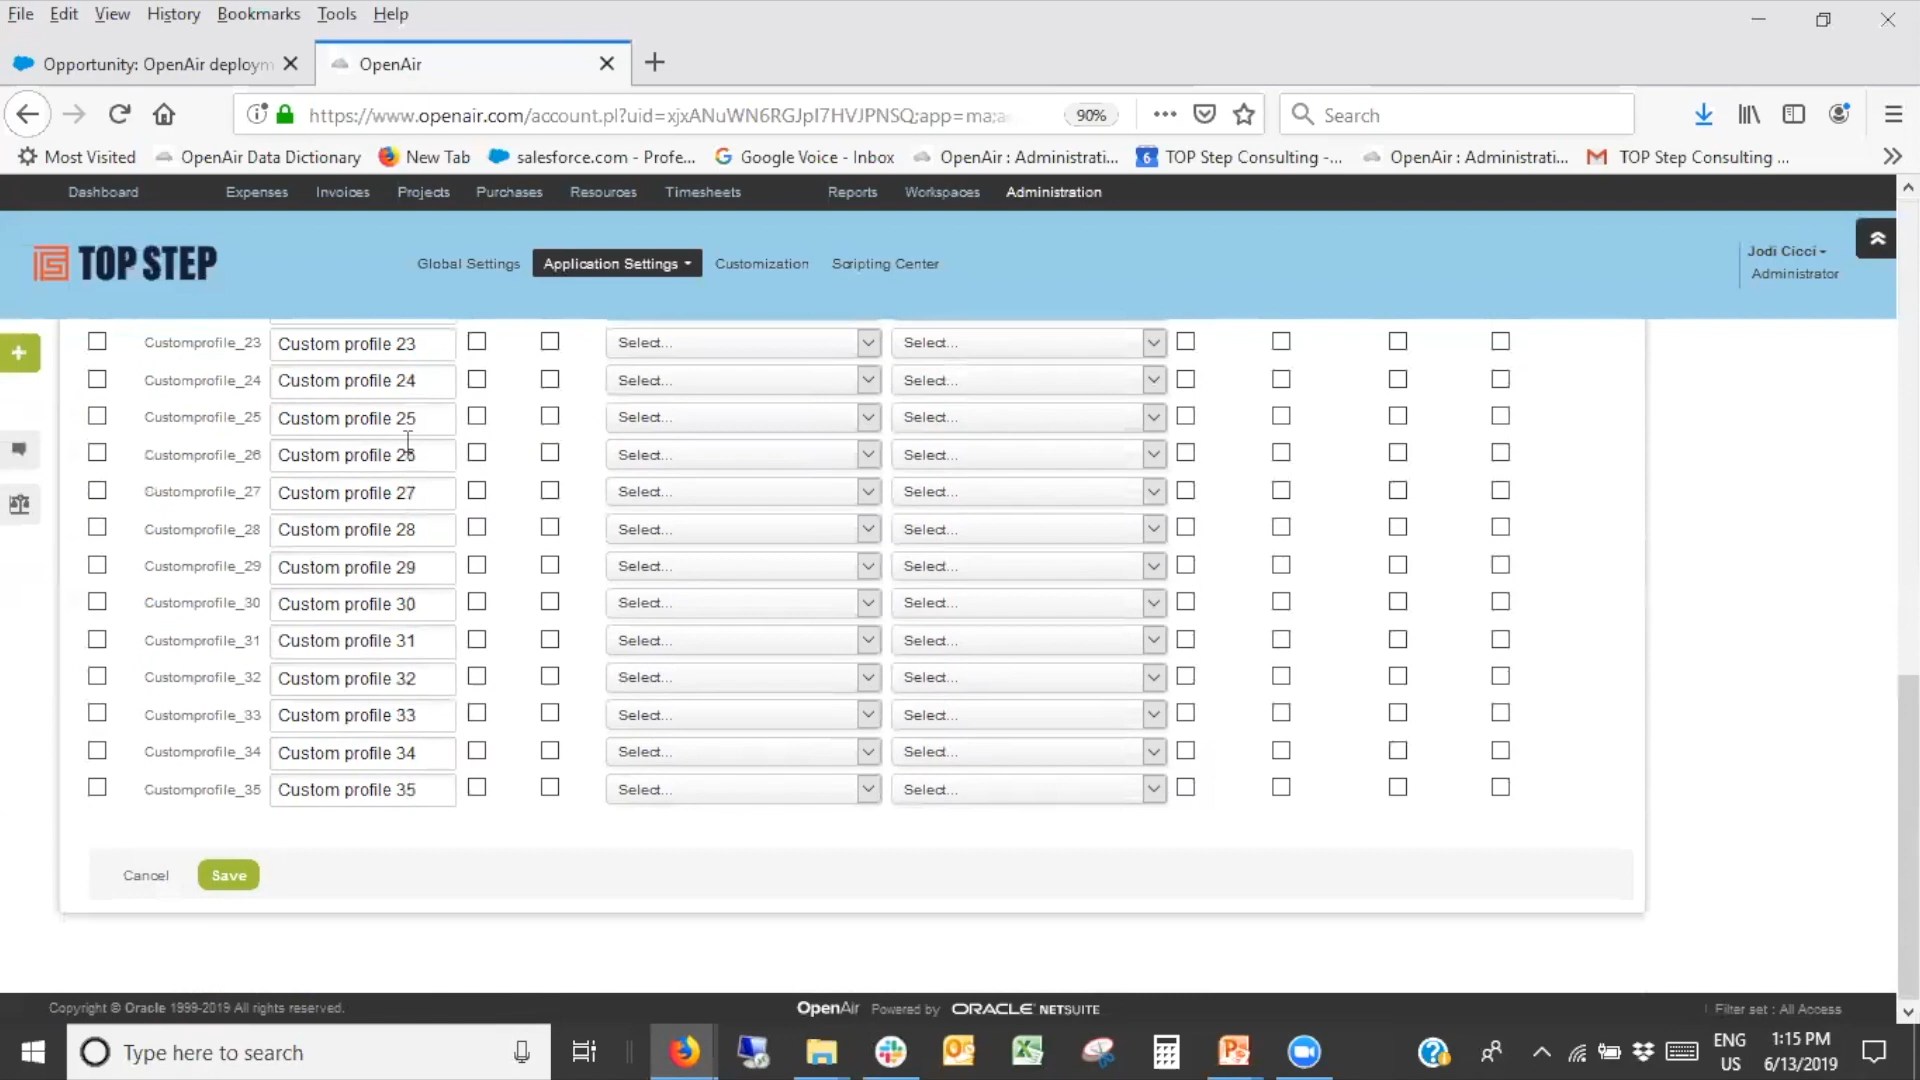 File Edit View History Bookmarks Tools Help
Opportunity: OpenAir deploym
OpenAir
https://www.openair.com/account.pl?uid=xjxANuWN6RGJpI7HVJPNSQ;app=ma;a
90%
Search
Most Visited OpenAir Data Dictionary New Tab salesforce.com - Profe... Google Voice - Inbox OpenAir : Administrati... 6 TOP Step Consulting -... OpenAir : Administrati... TOP Step Consulting ...
Dashboard Expenses Invoices Projects Purchases Resources Timesheets Reports Workspaces Administration
TOP STEP
Global Settings Application Settings Customization Scripting Center
Jodi Cicci
Administrator
Customprofile_23 Custom profile 23 Select... Select...
Customprofile_24 Custom profile 24 Select... Select...
Customprofile_25 Custom profile 25 Select... Select...
Customprofile_26 Custom profile 26 Select... Select...
Customprofile_27 Custom profile 27 Select... Select...
Customprofile_28 Custom profile 28 Select... Select...
Customprofile_29 Custom profile 29 Select... Select...
Customprofile_30 Custom profile 30 Select... Select...
Customprofile_31 Custom profile 31 Select... Select...
Customprofile_32 Custom profile 32 Select... Select...
Customprofile_33 Custom profile 33 Select... Select...
Customprofile_34 Custom profile 34 Select... Select...
Customprofile_35 Custom profile 35 Select... Select...
Cancel Save
Copyright © Oracle 1999-2019 All rights reserved.
OpenAir Powered by ORACLE NETSUITE
Filter set : All Access
Type here to search
ENG
US
1:15 PM
6/13/2019